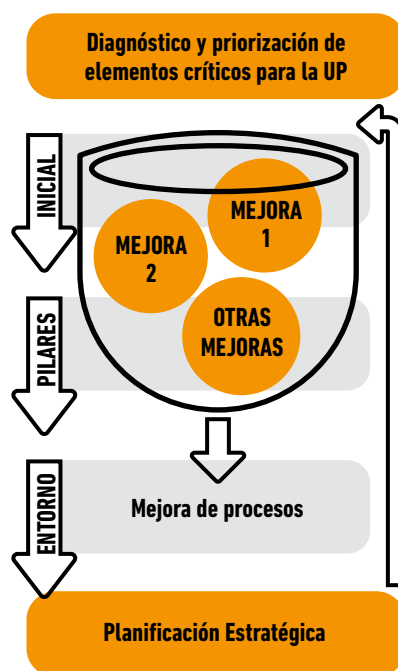 Diagnóstico y priorización de
elementos críticos para la UP
INICIAL
MEJORA
1
MEJORA
2
PILARES
OTRAS
MEJORAS
ENTORNO
Mejora de procesos
Planificación Estratégica